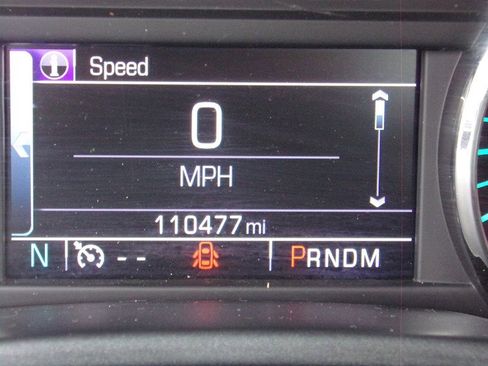 Speed
0
MPH
110477 mi
N -- PRNDM